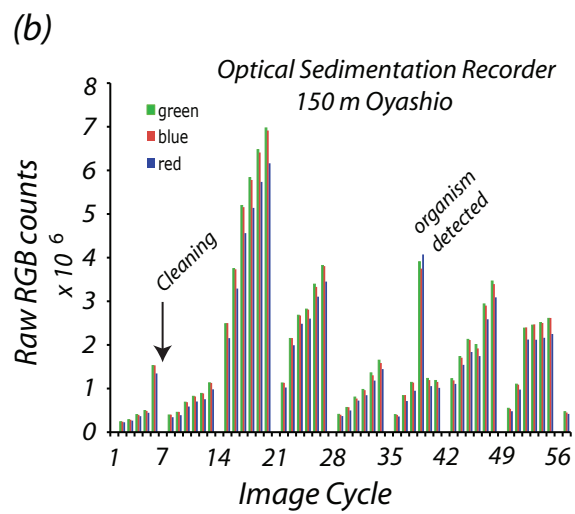 (b)
Optical Sedimentation Recorder
150 m Oyashio
green
blue
red
Cleaning
organism
detected
Raw RGB counts
x 10 6
8
7
6
5
4
3
2
1
0
1 7 14 21 28 35 42 49 56
Image Cycle